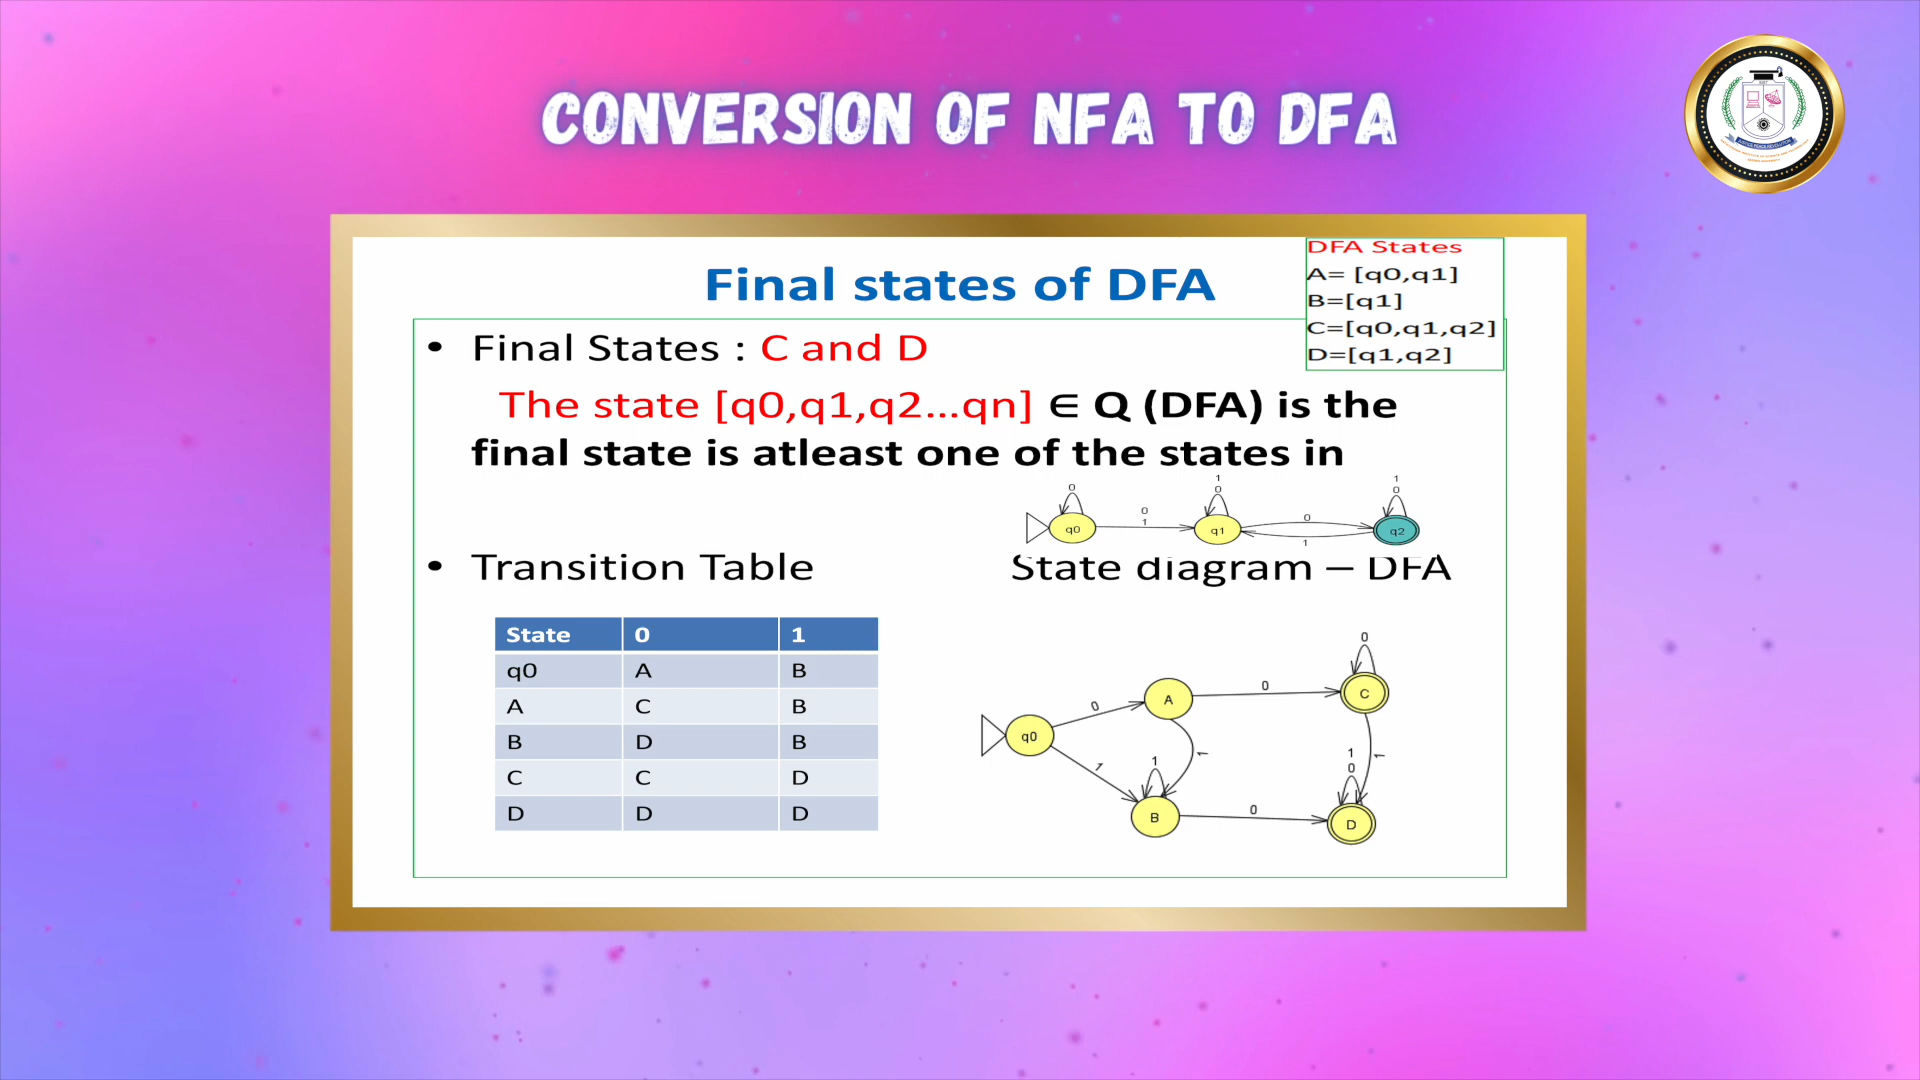 CONVERSION OF NFA TO DFA
DFA States
A= [q0,q1]
B=[q1]
C=[q0,q1,q2]
D=[q1,q2]
Final states of DFA
• Final States : C and D
The state [q0,q1,q2...qn] ∈ Q (DFA) is the
final state is atleast one of the states in
0 0 1 1 0 0 1 1 0
q0 q1 q2
• Transition Table State diagram – DFA
State 0 1
q0 A B
A C B
B D B
C C D
D D D
0
0 A 0 C
q0
1 1 1 1 0 1
B 0 D